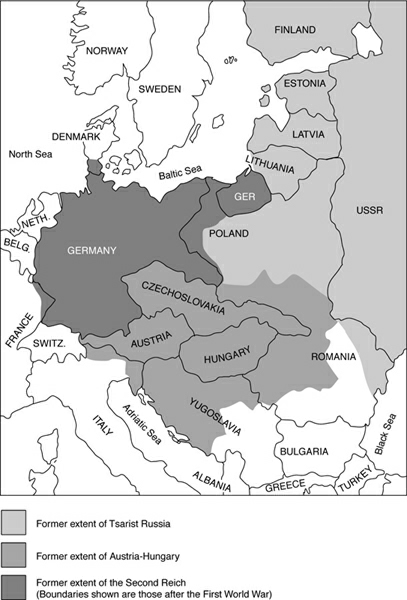 FINLAND
NORWAY
SWEDEN
ESTONIA
LATVIA
DENMARK
North Sea
Baltic Sea
LITHUANIA
GER
USSR
NETH.
POLAND
BELG.
GERMANY
CZECHOSLOVAKIA
FRANCE
SWITZ.
AUSTRIA
HUNGARY
ROMANIA
YUGOSLAVIA
ITALY
Adriatic Sea
Black Sea
BULGARIA
ALBANIA
GREECE
TURKEY
Former extent of Tsarist Russia
Former extent of Austria-Hungary
Former extent of the Second Reich
(Boundaries shown are those after the First World War)